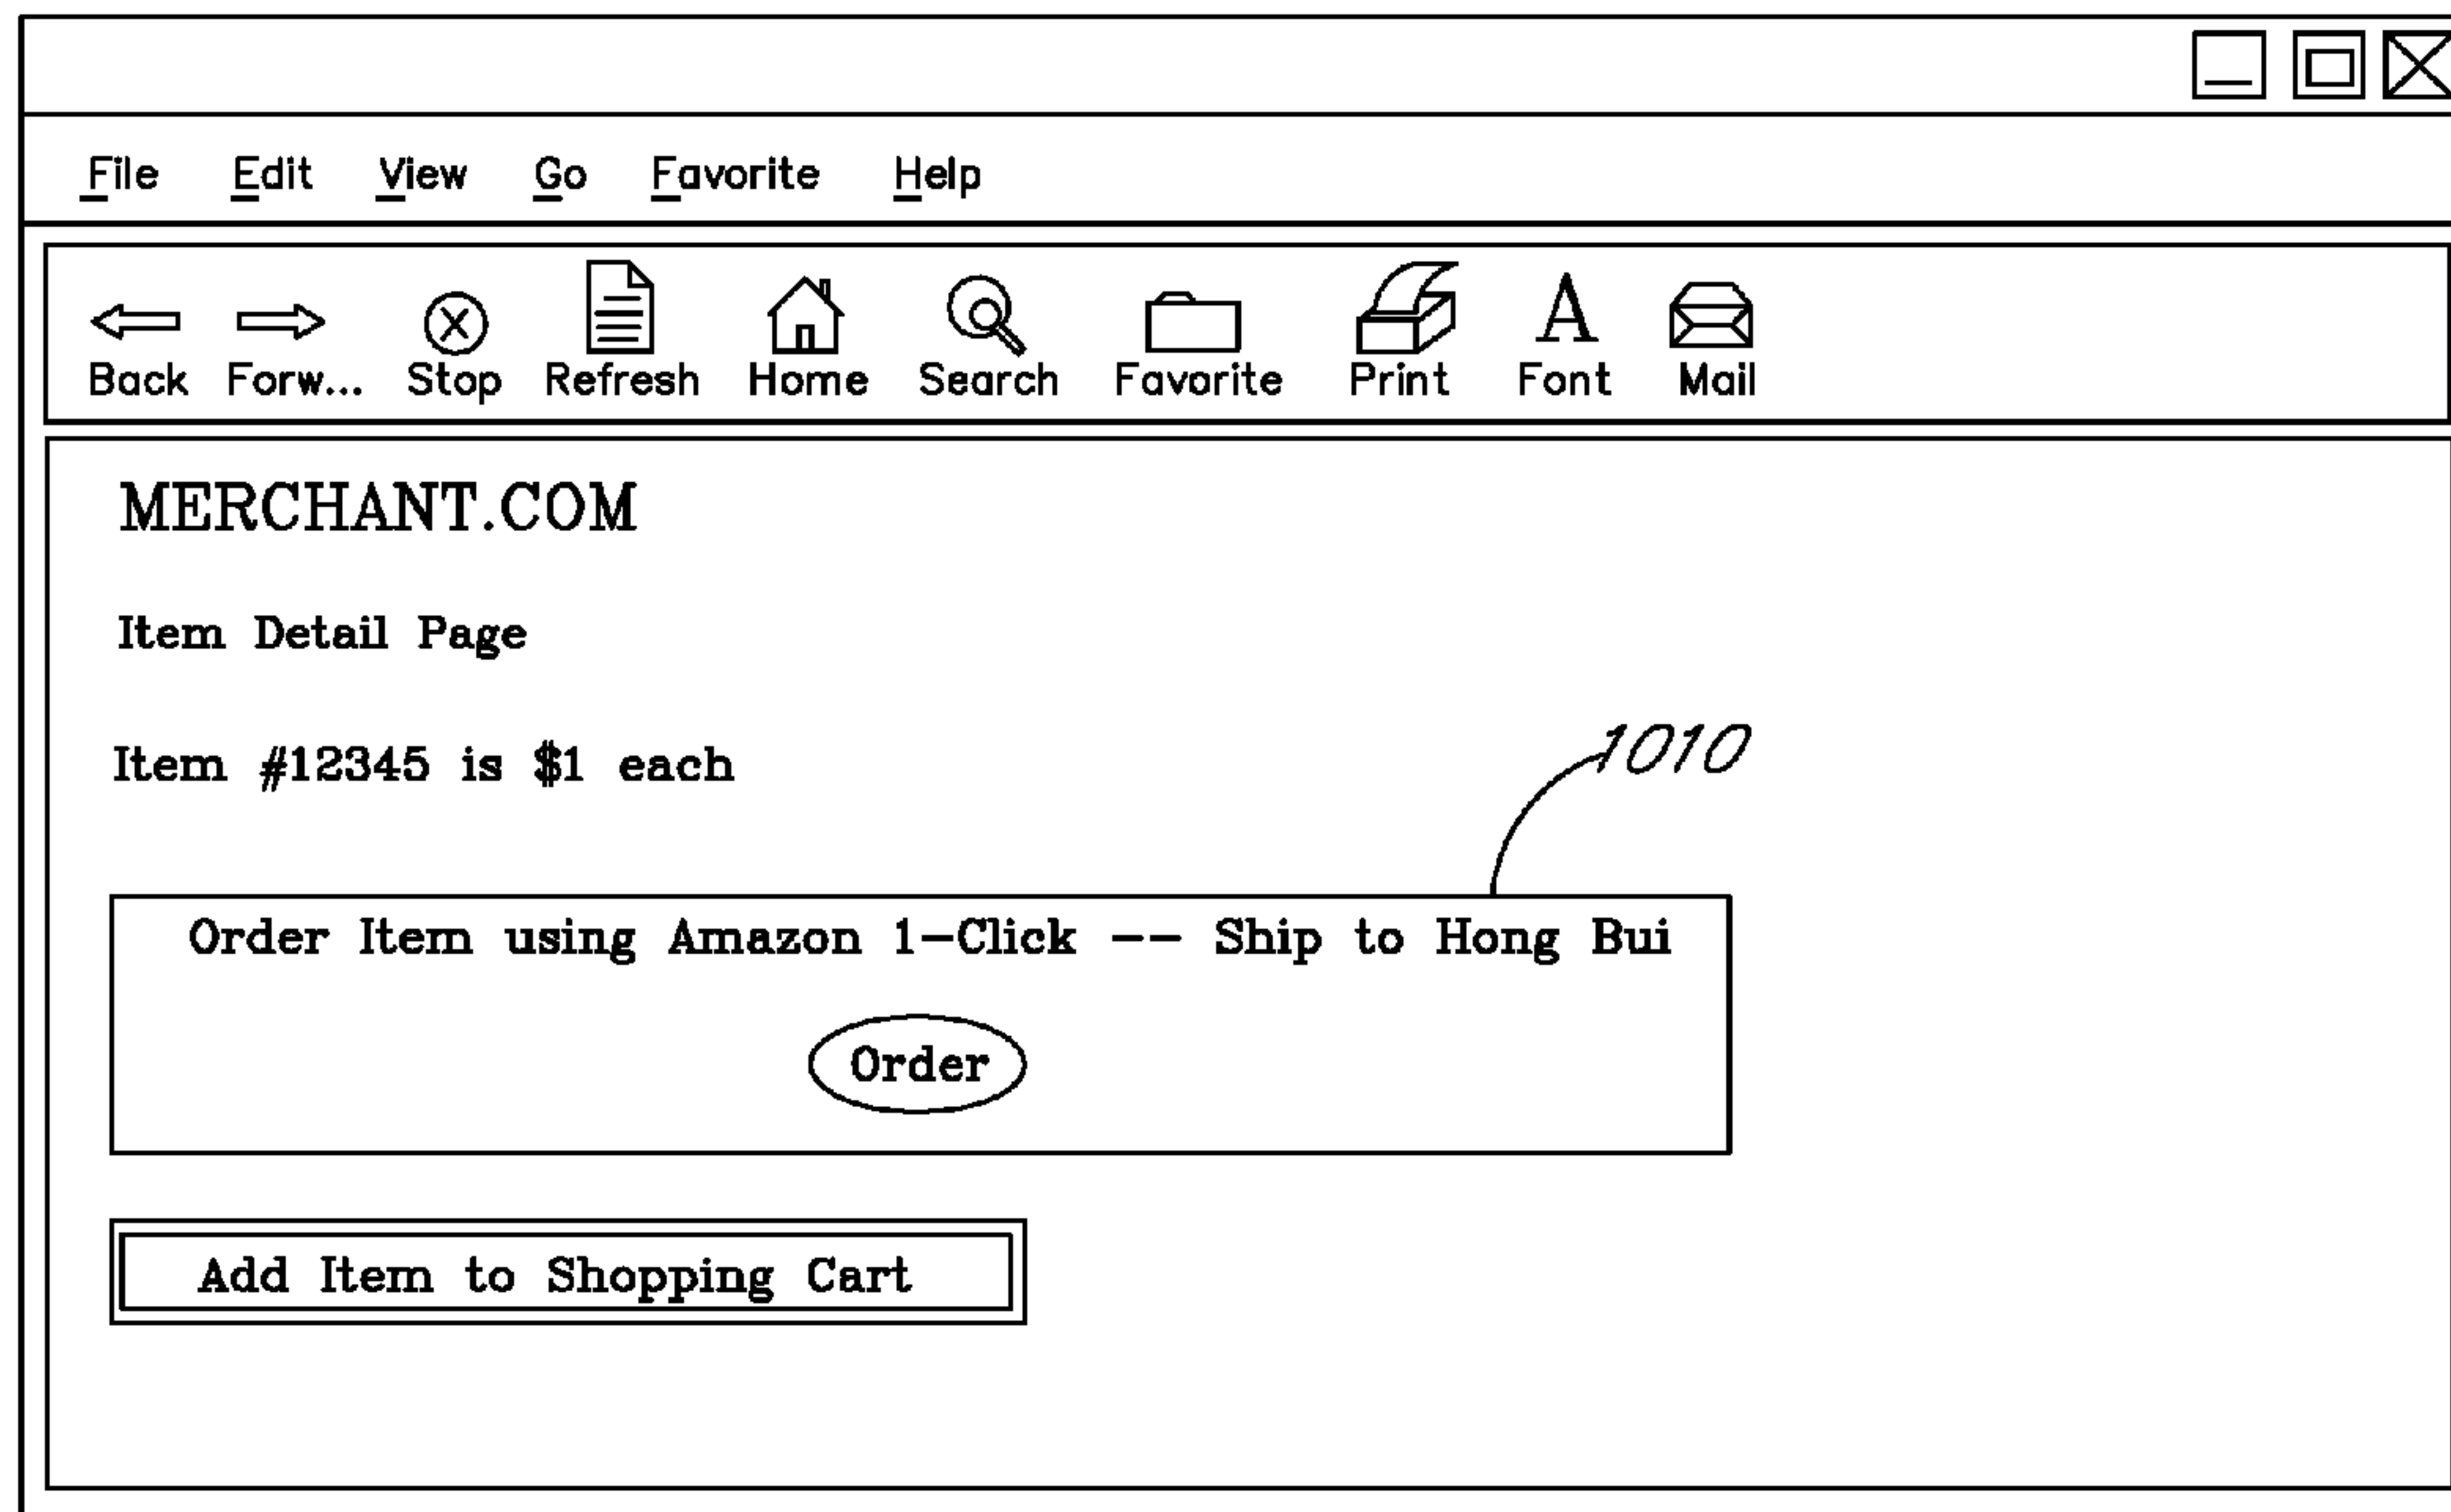 File Edit View Go Favorite Help
Back Forw... Stop Refresh Home Search Favorite Print Font Mail
MERCHANT.COM
Item Detail Page
Item #12345 is $1 each
1010
Order Item using Amazon 1-Click -- Ship to Hong Bui
Order
Add Item to Shopping Cart